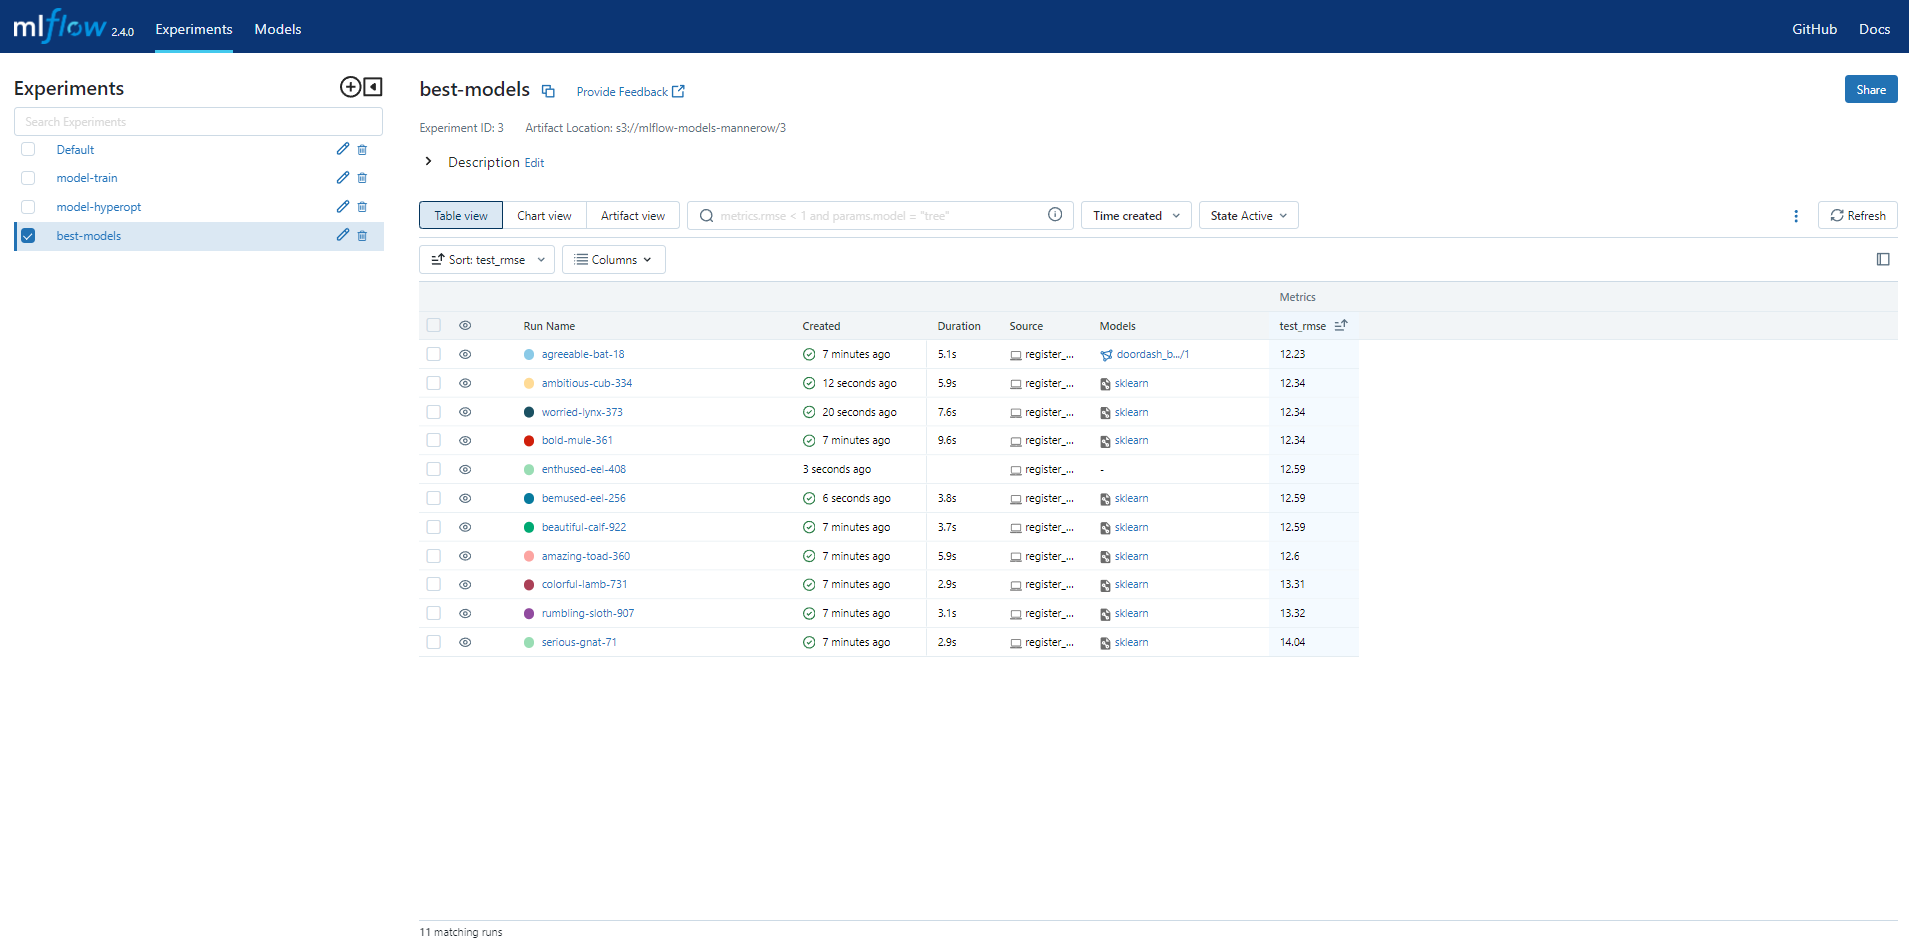 mlflow 2.4.0 Experiments Models GitHub Docs
Experiments
Search Experiments
Default
model-train
model-hyperopt
best-models
best-models Provide Feedback Share
Experiment ID: 3 Artifact Location: s3://mlflow-models-mannerow/3
Description Edit
Table view Chart view Artifact view metrics.rmse < 1 and params.model = "tree" Time created State Active Refresh
Sort: test_rmse Columns
Metrics
Run Name Created Duration Source Models test_rmse
agreeable-bat-18 7 minutes ago 5.1s register_... doordash_b.../1 12.23
ambitious-cub-334 12 seconds ago 5.9s register_... sklearn 12.34
worried-lynx-373 20 seconds ago 7.6s register_... sklearn 12.34
bold-mule-361 7 minutes ago 9.6s register_... sklearn 12.34
enthused-eel-408 3 seconds ago register_... - 12.59
bemused-eel-256 6 seconds ago 3.8s register_... sklearn 12.59
beautiful-calf-922 7 minutes ago 3.7s register_... sklearn 12.59
amazing-toad-360 7 minutes ago 5.9s register_... sklearn 12.6
colorful-lamb-731 7 minutes ago 2.9s register_... sklearn 13.31
rumbling-sloth-907 7 minutes ago 3.1s register_... sklearn 13.32
serious-gnat-71 7 minutes ago 2.9s register_... sklearn 14.04
11 matching runs